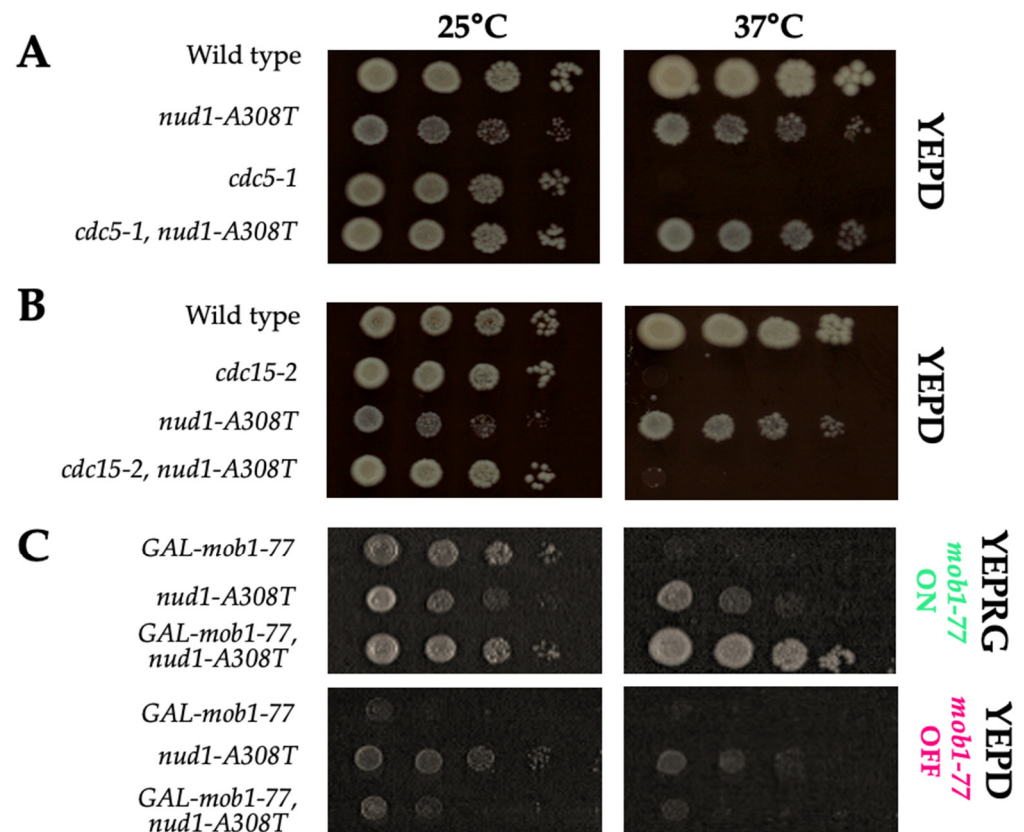 25°C
37°C
A
Wild type
nud1-A308T
cdc5-1
cdc5-1, nud1-A308T
YEPD
B
Wild type
cdc15-2
nud1-A308T
cdc15-2, nud1-A308T
YEPD
C
GAL-mob1-77
nud1-A308T
GAL-mob1-77,
nud1-A308T
YEPRG
mob1-77
ON
GAL-mob1-77
nud1-A308T
GAL-mob1-77,
nud1-A308T
YEPD
mob1-77
OFF